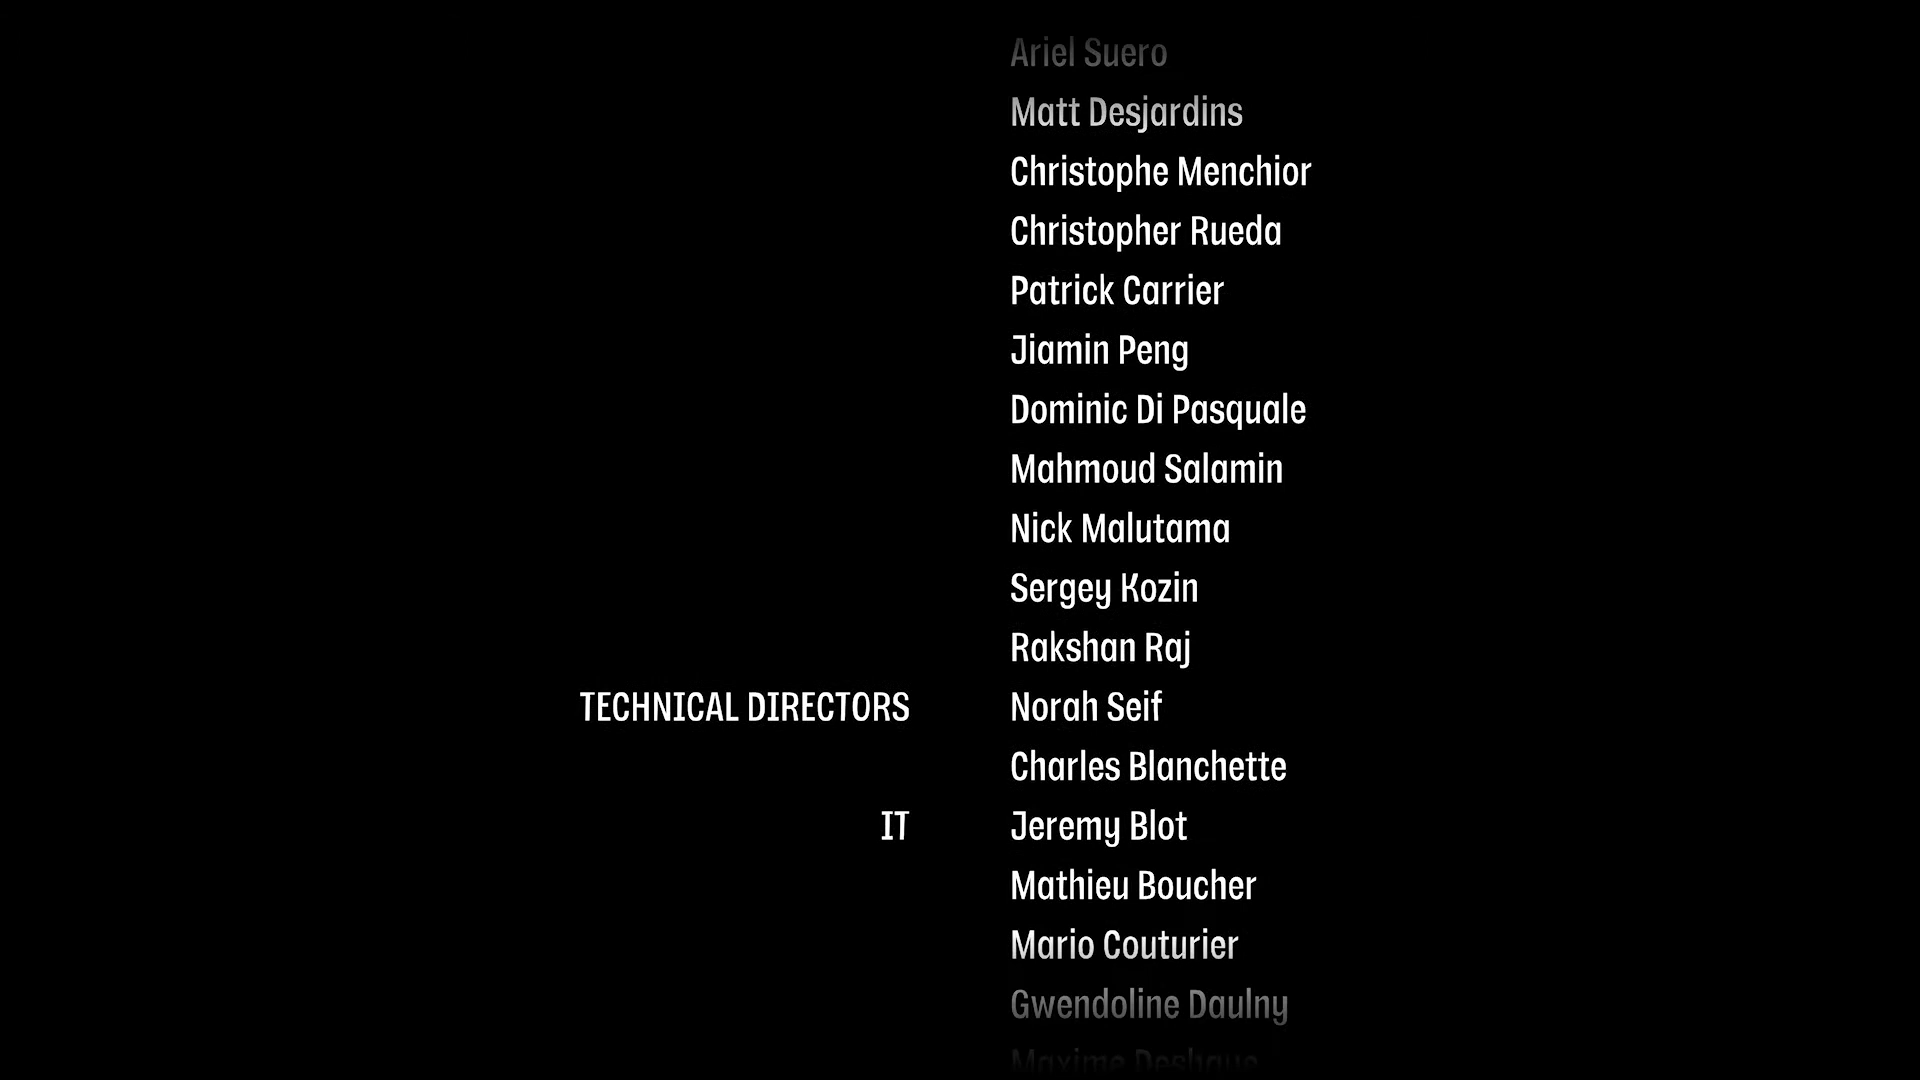 Ariel Suero
Matt Desjardins
Christophe Menchior
Christopher Rueda
Patrick Carrier
Jiamin Peng
Dominic Di Pasquale
Mahmoud Salamin
Nick Malutama
Sergey Kozin
Rakshan Raj
TECHNICAL DIRECTORS Norah Seif
Charles Blanchette
IT Jeremy Blot
Mathieu Boucher
Mario Couturier
Gwendoline Daulny
Maxime